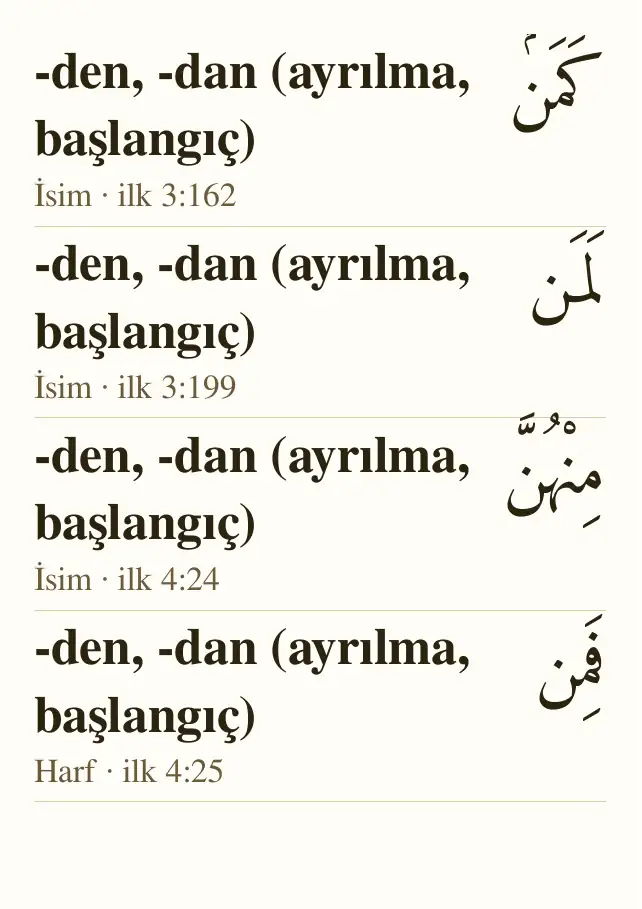 -den, -dan (ayrılma, كَمَنۢ
başlangıç)
İsim · ilk 3:162
-den, -dan (ayrılma, لَمَن
başlangıç)
İsim · ilk 3:199
-den, -dan (ayrılma, مِنْهُنَّ
başlangıç)
İsim · ilk 4:24
-den, -dan (ayrılma, فَمِن
başlangıç)
Harf · ilk 4:25